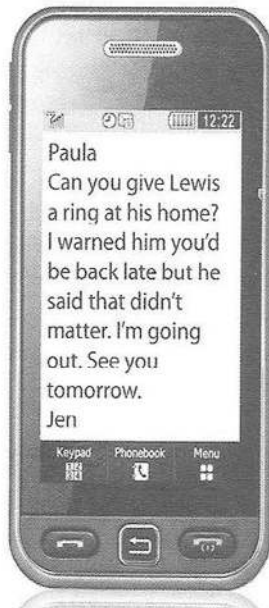 12:22
Paula
Can you give Lewis
a ring at his home?
I warned him you'd
be back late but he
said that didn't
matter. I'm going
out. See you
tomorrow.
Jen
Keypad Phonebook Menu